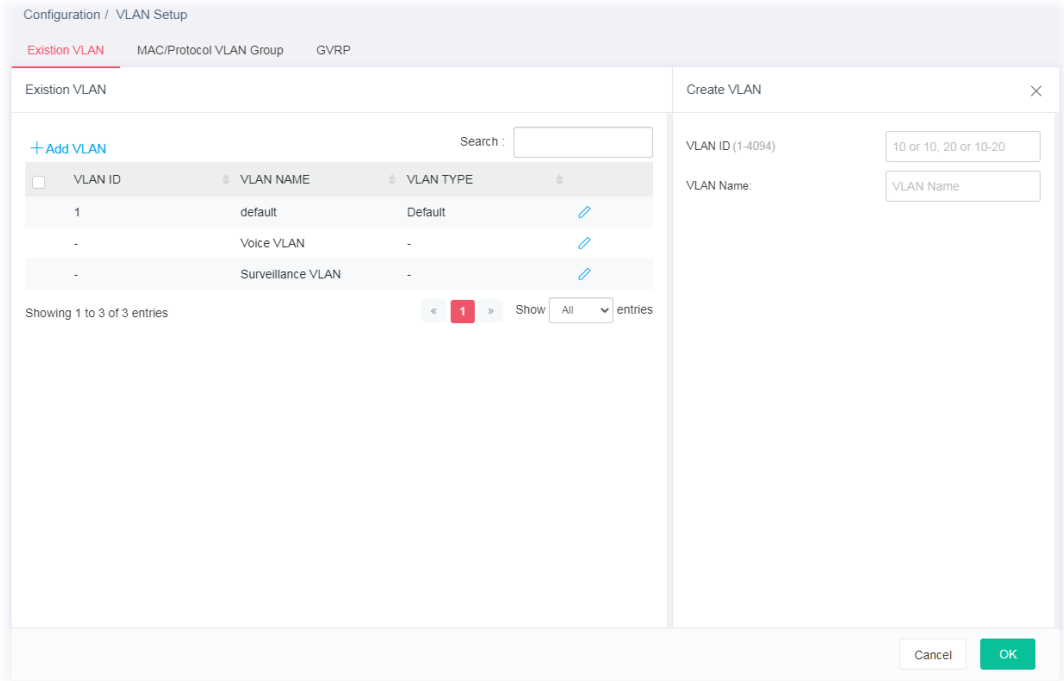 Configuration / VLAN Setup
Existion VLAN MAC/Protocol VLAN Group GVRP
Existion VLAN
+Add VLAN
Search :
VLAN ID VLAN NAME VLAN TYPE
1 default Default
- Voice VLAN -
- Surveillance VLAN -
Showing 1 to 3 of 3 entries
« 1 » Show All entries
Create VLAN
VLAN ID (1-4094) 10 or 10, 20 or 10-20
VLAN Name: VLAN Name
Cancel OK